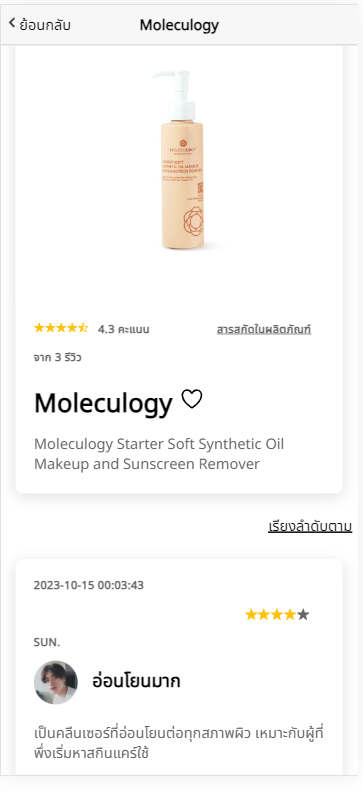 ย้อนกลับ Moleculogy
4.3 คะแนน สารสกัดในผลิตภัณฑ์
จาก 3 รีวิว
Moleculogy
Moleculogy Starter Soft Synthetic Oil
Makeup and Sunscreen Remover
เรียงลำดับตาม
2023-10-15 00:03:43
SUN.
อ่อนโยนมาก
เป็นคลีนเซอร์ที่อ่อนโยนต่อทุกสภาพผิว เหมาะกับผู้ที่
พึ่งเริ่มหาสกินแคร์ใช้